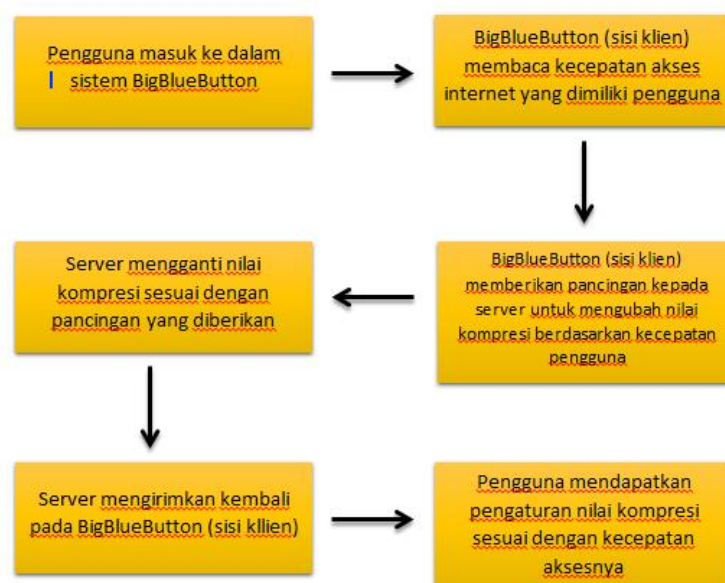 Pengguna masuk ke dalam
sistem BigBlueButton
BigBlueButton (sisi klien)
membaca kecepatan akses
internet yang dimiliki pengguna
BigBlueButton (sisi klien)
memberikan pancingan kepada
server untuk mengubah nilai
kompresi berdasarkan kecepatan
pengguna
Server mengganti nilai
kompresi sesuai dengan
pancingan yang diberikan
Server mengirimkan kembali
pada BigBlueButton (sisi kllien)
Pengguna mendapatkan
pengaturan nilai kompresi
sesuai dengan kecepatan
aksesnya